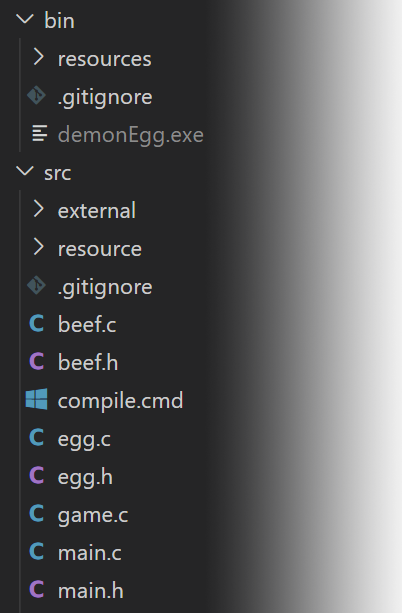 bin
resources
.gitignore
demonEgg.exe
src
external
resource
.gitignore
C beef.c
C beef.h
compile.cmd
C egg.c
C egg.h
C game.c
C main.c
C main.h